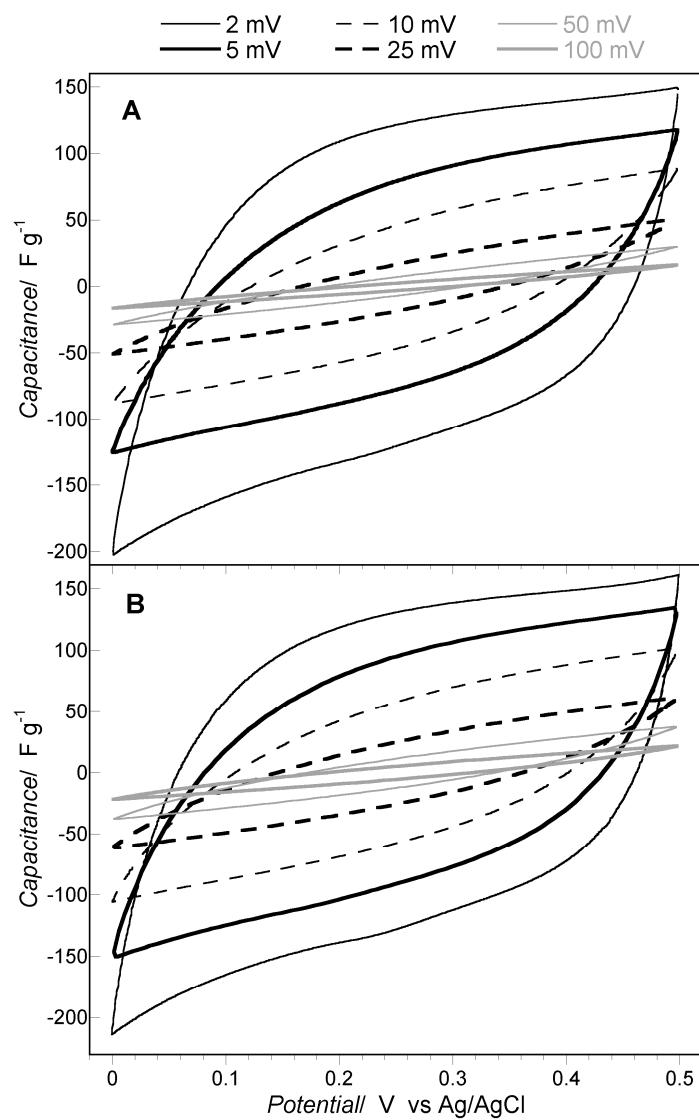 2 mV 10 mV 50 mV
5 mV 25 mV 100 mV
A
150
100
50
0
-50
-100
-150
-200
Capacitance/ F g⁻¹
B
150
100
50
0
-50
-100
-150
-200
Capacitance/ F g⁻¹
0 0.1 0.2 0.3 0.4 0.5
Potential/ V vs Ag/AgCl